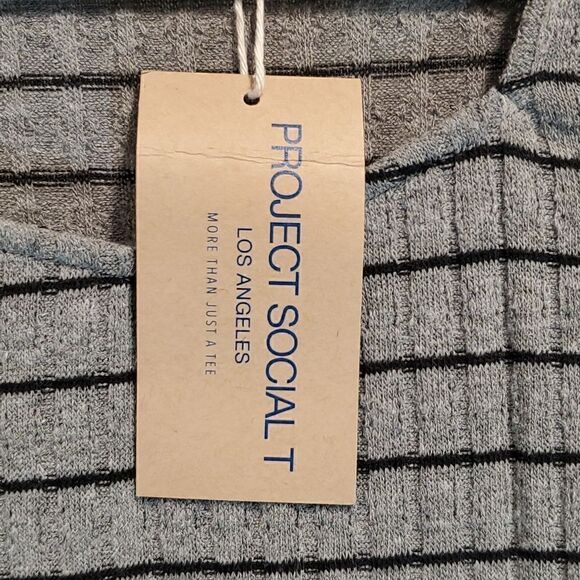 PROJECT SOCIAL T
LOS ANGELES
MORE THAN JUST A TEE